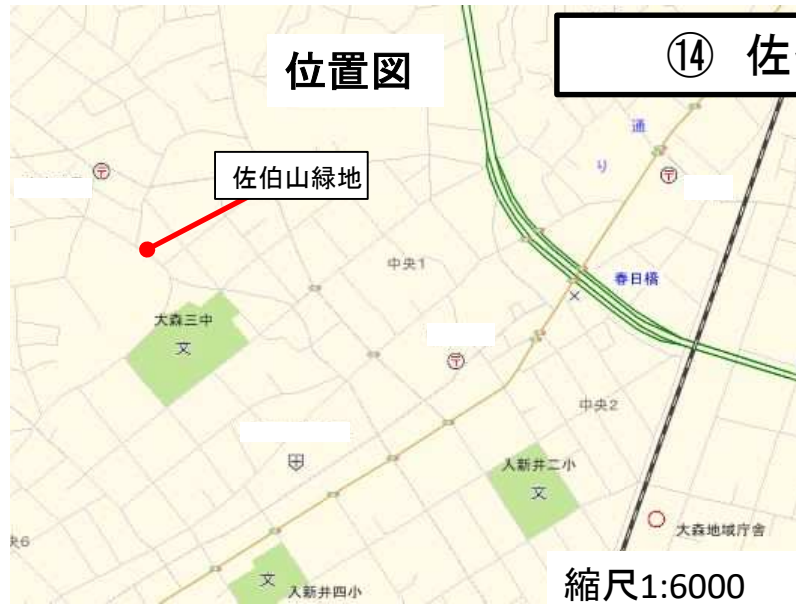 位置図
⑭ 佐
通
り
佐伯山緑地
中央1
春日橋
大森三中
文
中央2
入新井二小
文
大森地域庁舎
央6
文
入新井四小
縮尺1:6000